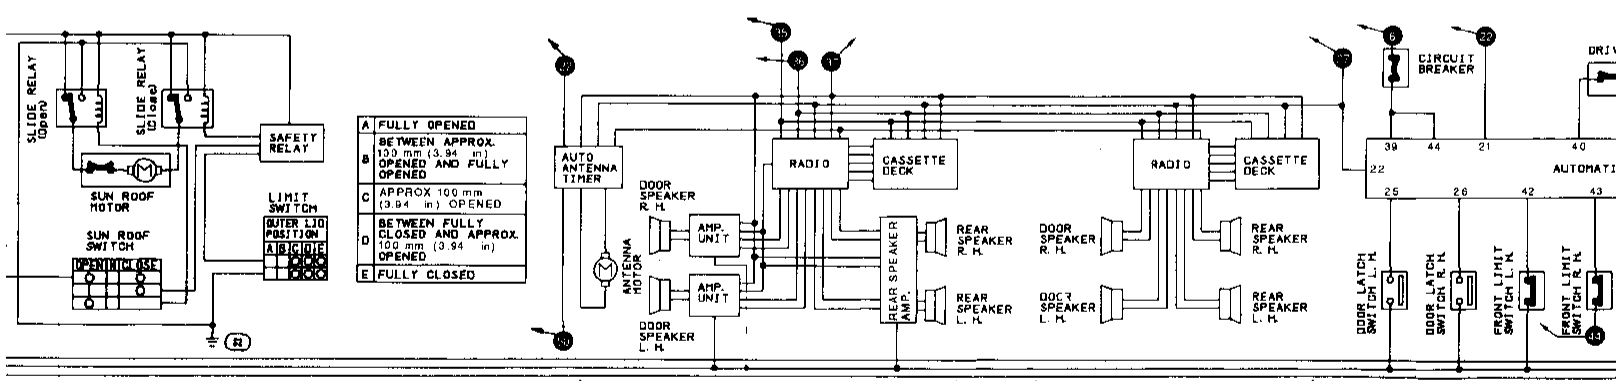 SLIDE RELAY
(Open)
SLIDE RELAY
(Close)
SAFETY
RELAY
SUN ROOF
MOTOR
SUN ROOF
SWITCH
OPEN N CLOSE
LIMIT
SWITCH
OUTER LID
POSITION
A B C D E
A FULLY OPENED
B BETWEEN APPROX.
100 mm (3.94 in)
OPENED AND FULLY
OPENED
C APPROX 100 mm
(3.94 in) OPENED
D BETWEEN FULLY
CLOSED AND APPROX.
100 mm (3.94 in)
OPENED
E FULLY CLOSED
AUTO
ANTENNA
TIMER
M
M
ANTENNA
MOTOR
DOOR
SPEAKER
R. H.
AMP.
UNIT
AMP.
UNIT
DOOR
SPEAKER
L. H.
RADIO
CASSETTE
DECK
REAR SPEAKER
AMP.
REAR
SPEAKER
R. H.
REAR
SPEAKER
L. H.
RADIO
CASSETTE
DECK
DOOR
SPEAKER
R. H.
DOOR
SPEAKER
L. H.
REAR
SPEAKER
R. H.
REAR
SPEAKER
L. H.
6
22
CIRCUIT
BREAKER
DRIV
39
44
21
40
22
AUTOMATI
25
26
42
43
DOOR LATCH
SWITCH L. H.
DOOR LATCH
SWITCH R. H.
FRONT LIMIT
SWITCH L. H.
FRONT LIMIT
SWITCH R. H.